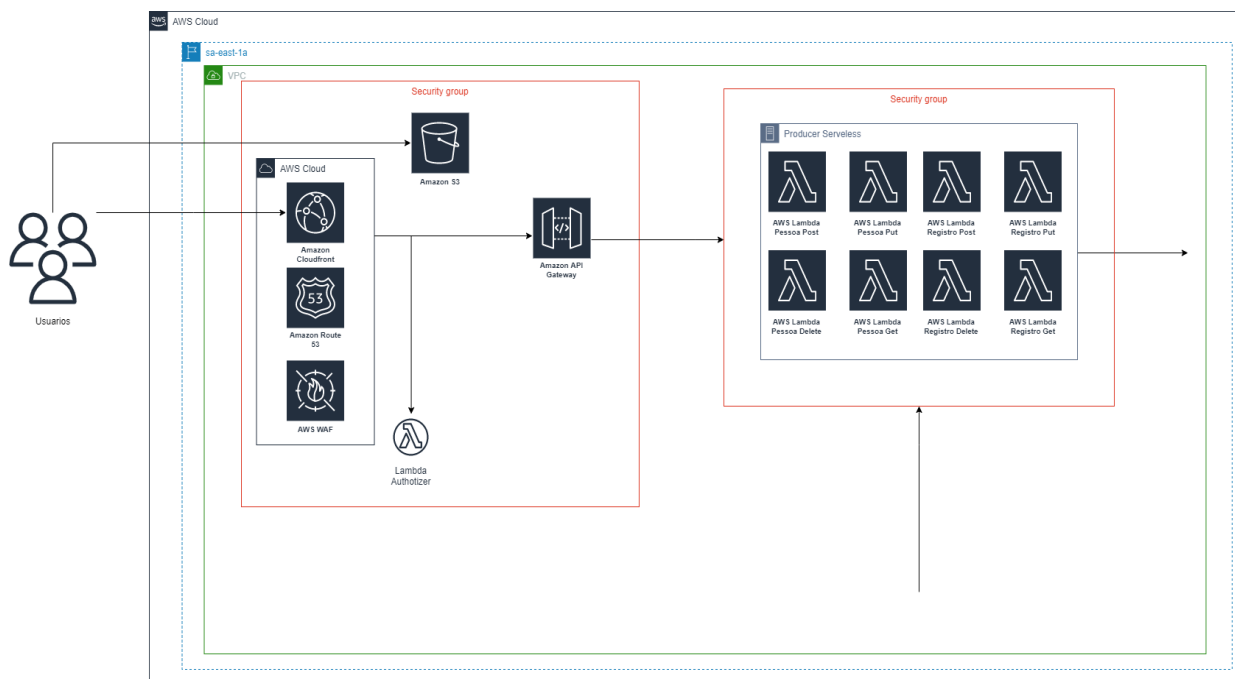 aws
AWS Cloud
sa-east-1a
VPC
Security group
Amazon 53
AWS Cloud
Amazon
Cloudfront
53
Amazon Route
53
AWS WAF
Lambda
Authotizer
Amazon API
Gateway
Usuarios
Security group
Producer Serveless
AWS Lambda
Pessoa Post
AWS Lambda
Pessoa Put
AWS Lambda
Registro Post
AWS Lambda
Registro Put
AWS Lambda
Pessoa Delete
AWS Lambda
Pessoa Get
AWS Lambda
Registro Delete
AWS Lambda
Registro Get